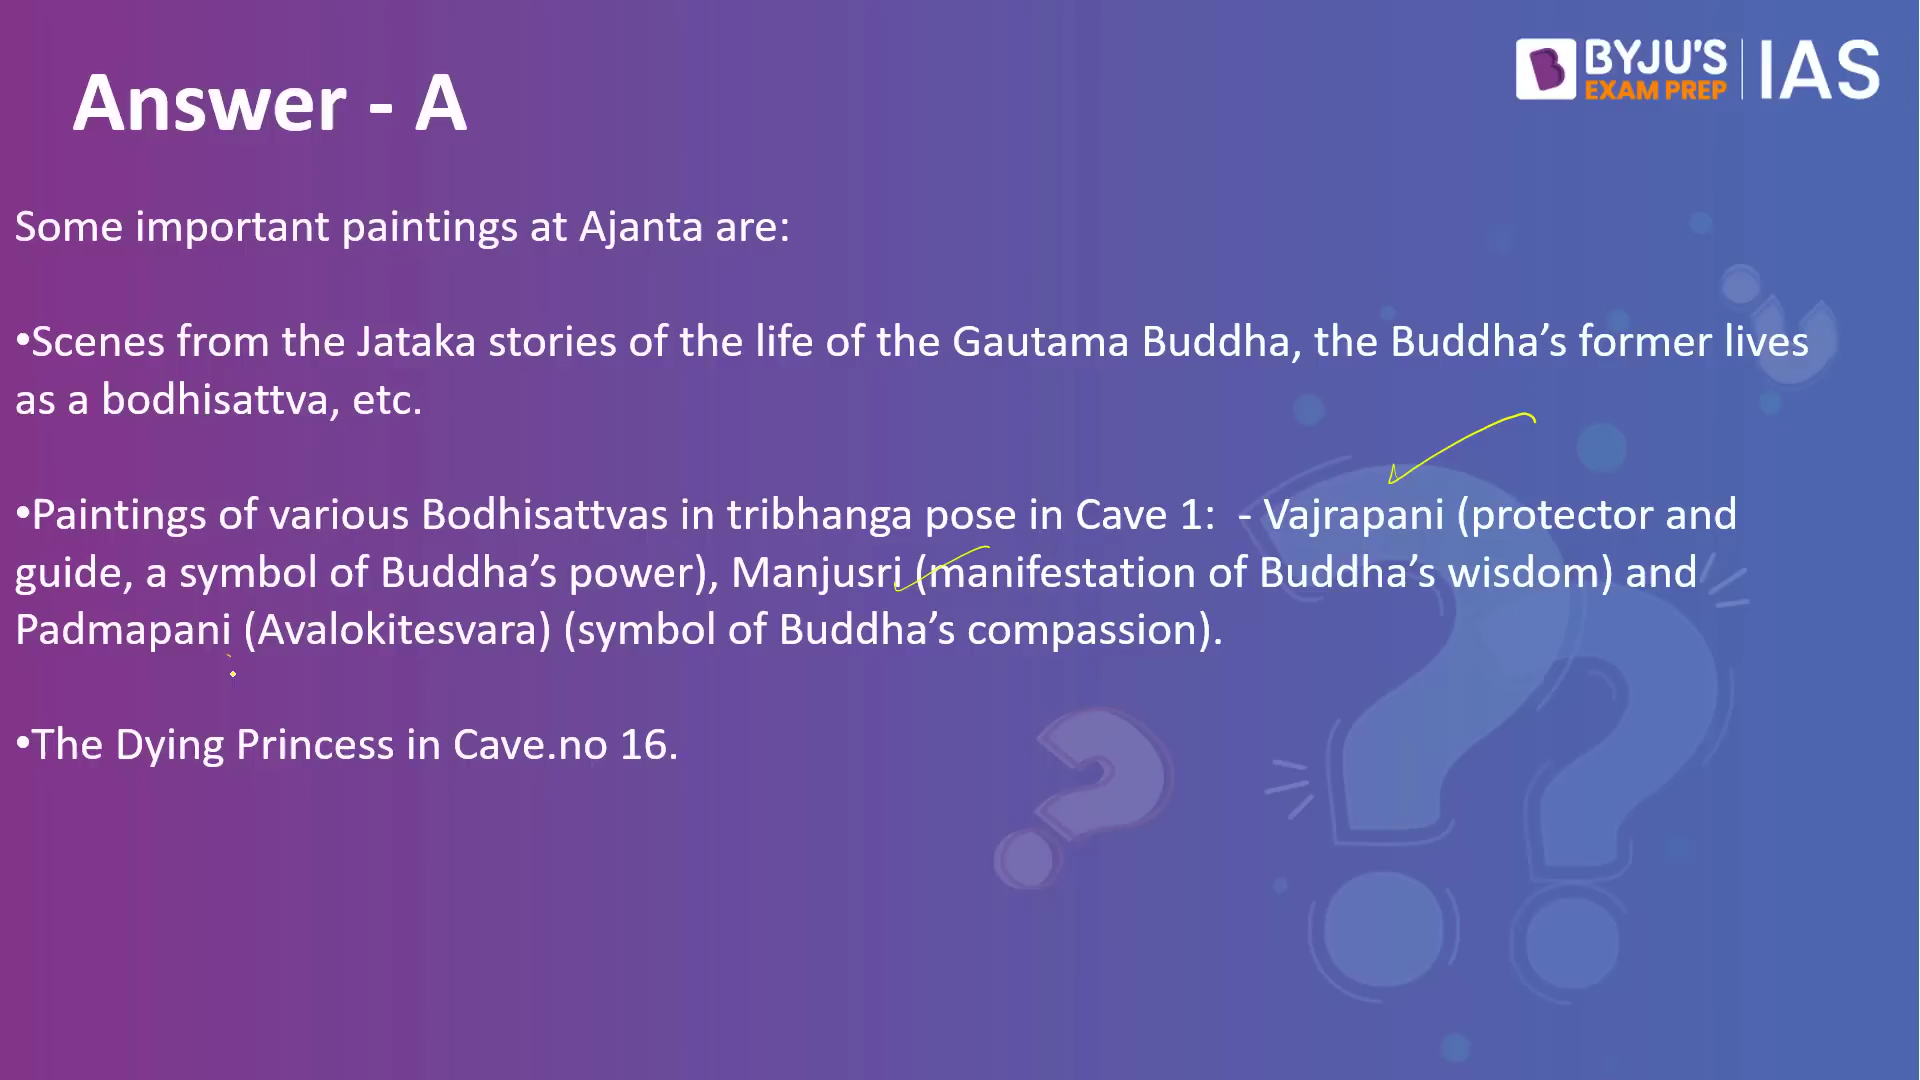 BYJU'S
EXAM PREP
IAS
Answer - A
Some important paintings at Ajanta are:
•Scenes from the Jataka stories of the life of the Gautama Buddha, the Buddha’s former lives
as a bodhisattva, etc.
•Paintings of various Bodhisattvas in tribhanga pose in Cave 1:  - Vajrapani (protector and
guide, a symbol of Buddha’s power), Manjusri (manifestation of Buddha’s wisdom) and
Padmapani (Avalokitesvara) (symbol of Buddha’s compassion).
•The Dying Princess in Cave.no 16.